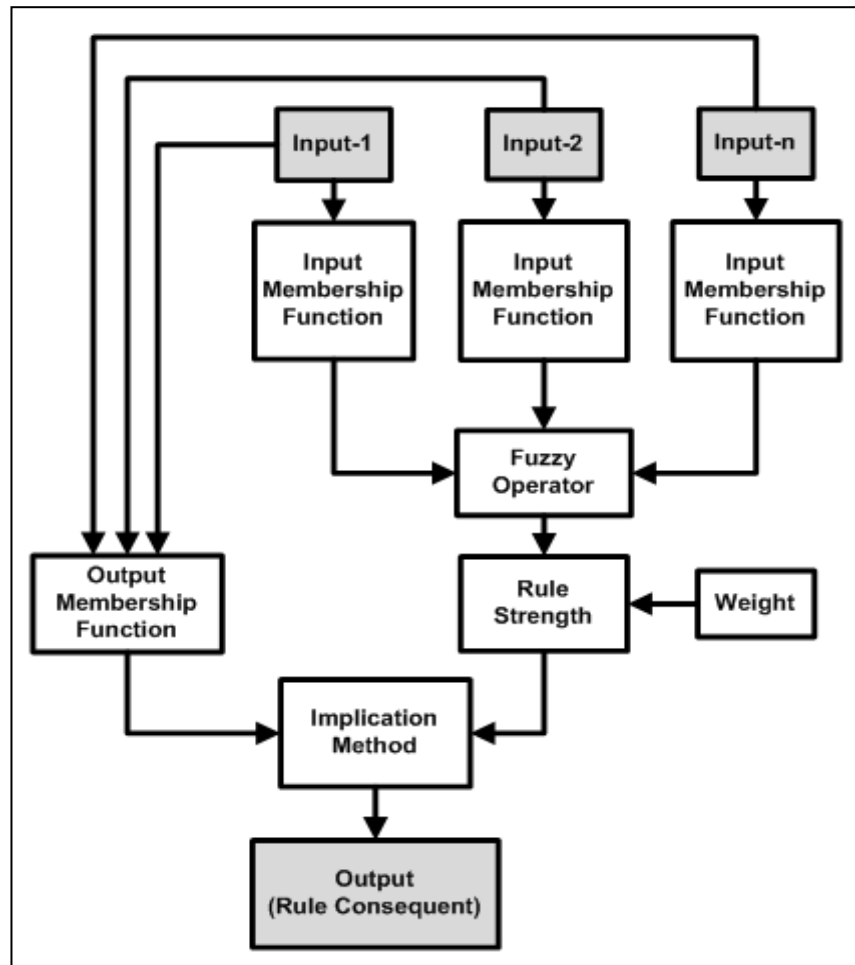 Input-1
Input-2
Input-n
Input
Membership
Function
Input
Membership
Function
Input
Membership
Function
Fuzzy
Operator
Output
Membership
Function
Rule
Strength
Weight
Implication
Method
Output
(Rule Consequent)